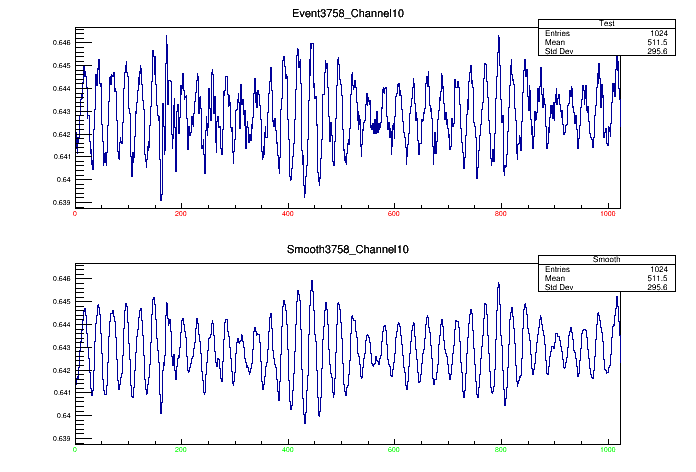 Event3758_Channel10
Test
Entries 1024
Mean 511.5
Std Dev 295.6
0.646
0.645
0.644
0.643
0.642
0.641
0.64
0.639
0 200 400 600 800 1000
Smooth3758_Channel10
Smooth
Entries 1024
Mean 511.5
Std Dev 295.6
0.646
0.645
0.644
0.643
0.642
0.641
0.64
0.639
0 200 400 600 800 1000